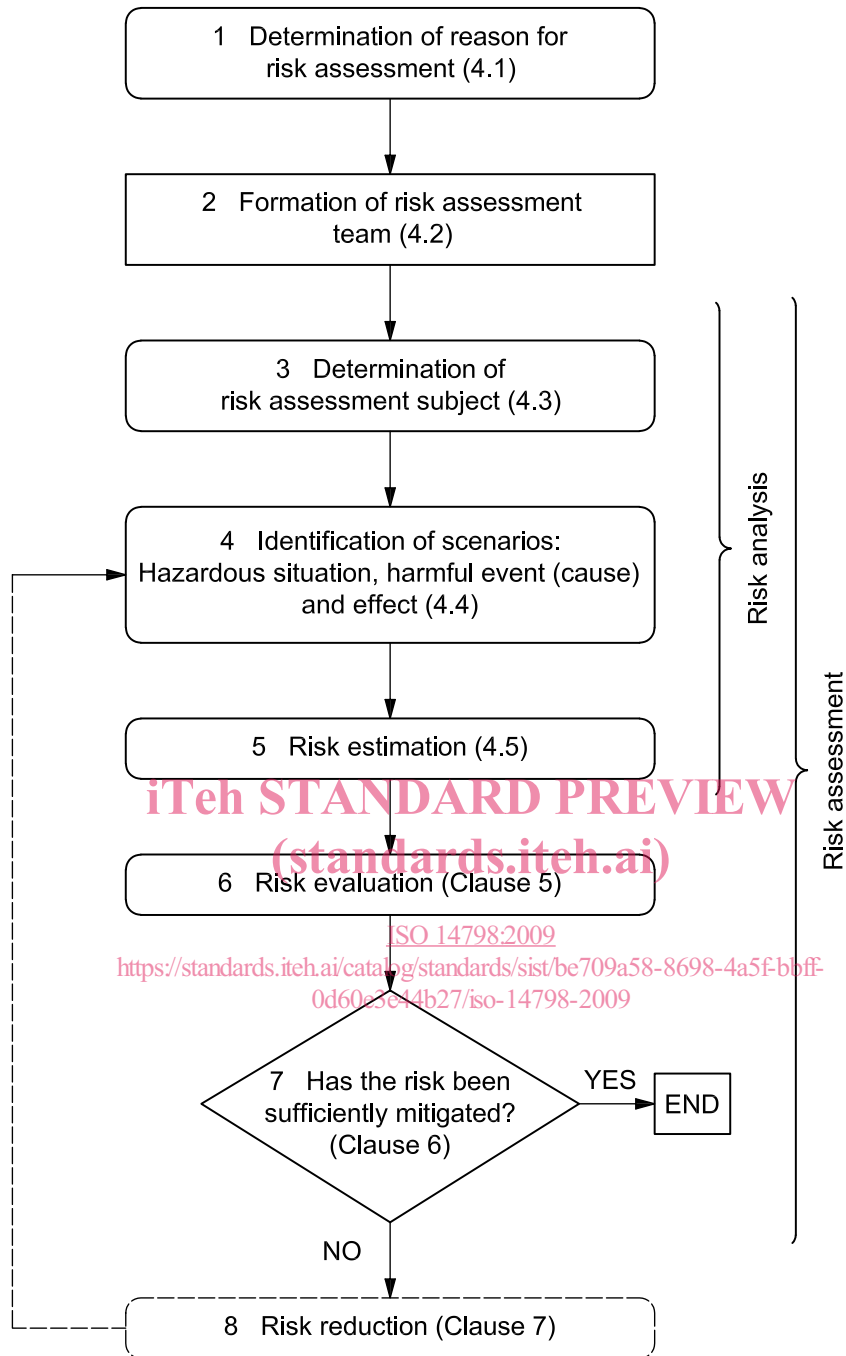 1 Determination of reason for
risk assessment (4.1)
2 Formation of risk assessment
team (4.2)
3 Determination of
risk assessment subject (4.3)
4 Identification of scenarios:
Hazardous situation, harmful event (cause)
and effect (4.4)
5 Risk estimation (4.5)
Risk analysis
Risk assessment
iTeh STANDARD PREVIEW
(standards.iteh.ai)
6 Risk evaluation (Clause 5)
ISO 14798:2009
https://standards.iteh.ai/catalog/standards/sist/be709a58-8698-4a5f-bbff-
0d60e3e44b27/iso-14798-2009
7 Has the risk been
sufficiently mitigated?
(Clause 6)
YES
END
NO
8 Risk reduction (Clause 7)